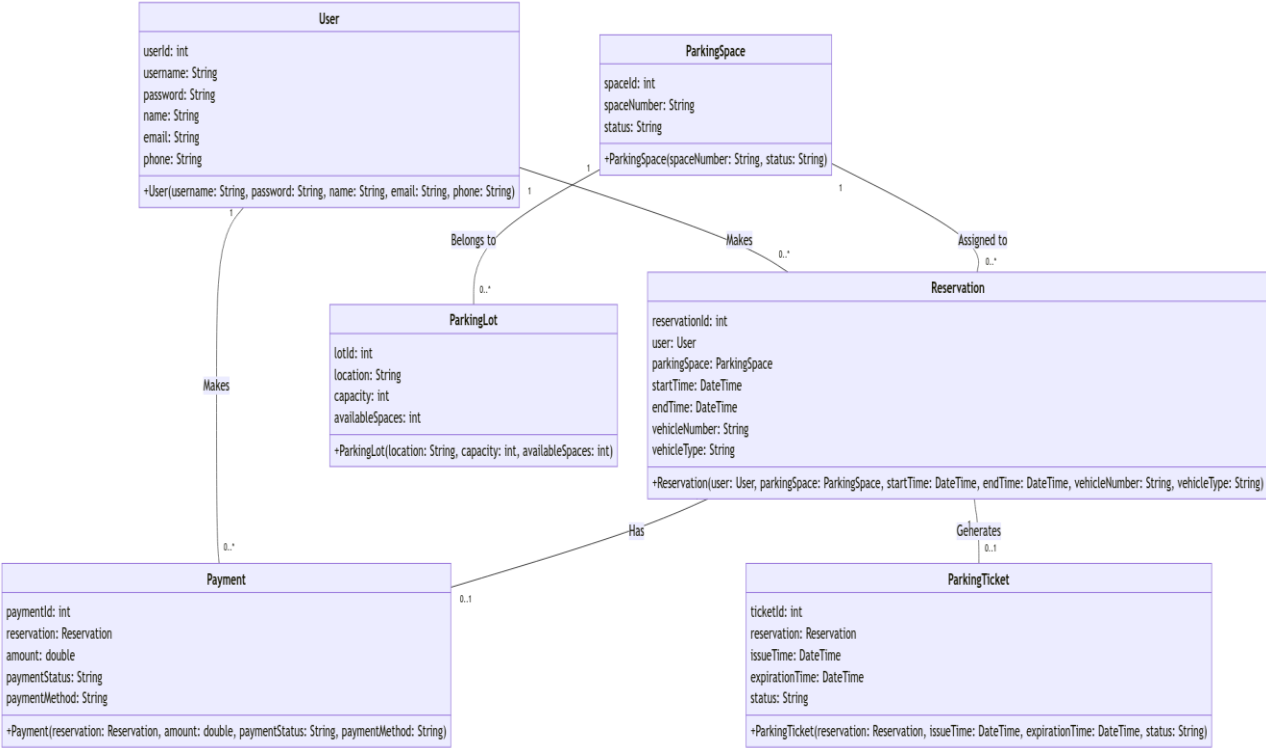 User
userId: int
username: String
password: String
name: String
email: String
phone: String
+User(username: String, password: String, name: String, email: String, phone: String)
ParkingSpace
spaceId: int
spaceNumber: String
status: String
+ParkingSpace(spaceNumber: String, status: String)
1
1
1
1
Belongs to
Makes
Assigned to
0..*
0..*
0..*
ParkingLot
lotId: int
location: String
capacity: int
availableSpaces: int
+ParkingLot(location: String, capacity: int, availableSpaces: int)
Reservation
reservationId: int
user: User
parkingSpace: ParkingSpace
startTime: DateTime
endTime: DateTime
vehicleNumber: String
vehicleType: String
+Reservation(user: User, parkingSpace: ParkingSpace, startTime: DateTime, endTime: DateTime, vehicleNumber: String, vehicleType: String)
Makes
Has
1
Generates
0..*
0..1
0..1
Payment
paymentId: int
reservation: Reservation
amount: double
paymentStatus: String
paymentMethod: String
+Payment(reservation: Reservation, amount: double, paymentStatus: String, paymentMethod: String)
ParkingTicket
ticketId: int
reservation: Reservation
issueTime: DateTime
expirationTime: DateTime
status: String
+ParkingTicket(reservation: Reservation, issueTime: DateTime, expirationTime: DateTime, status: String)